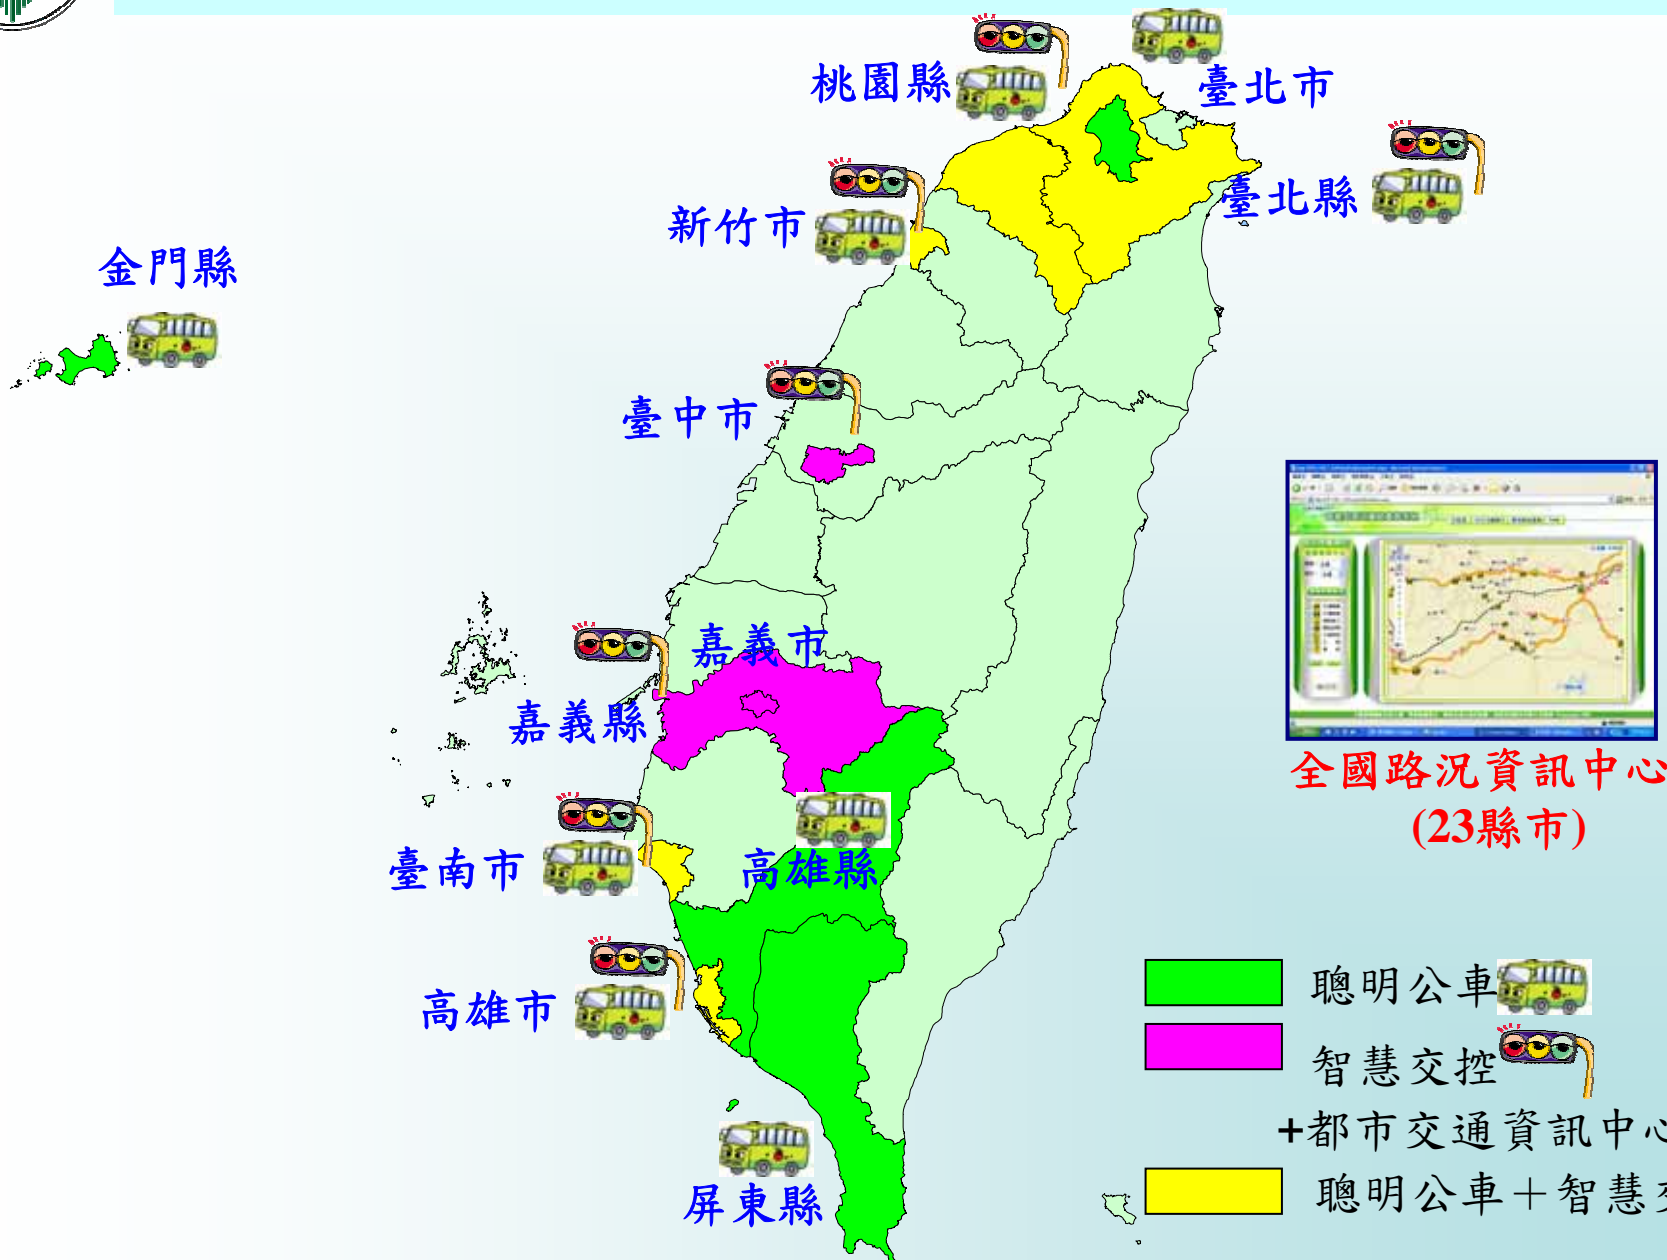 桃園縣
臺北市
臺北縣
新竹市
金門縣
臺中市
嘉義市
嘉義縣
全國路況資訊中心
(23縣市)
臺南市
高雄縣
高雄市
聰明公車
智慧交控
+都市交通資訊中心
聰明公車+智慧交
屏東縣